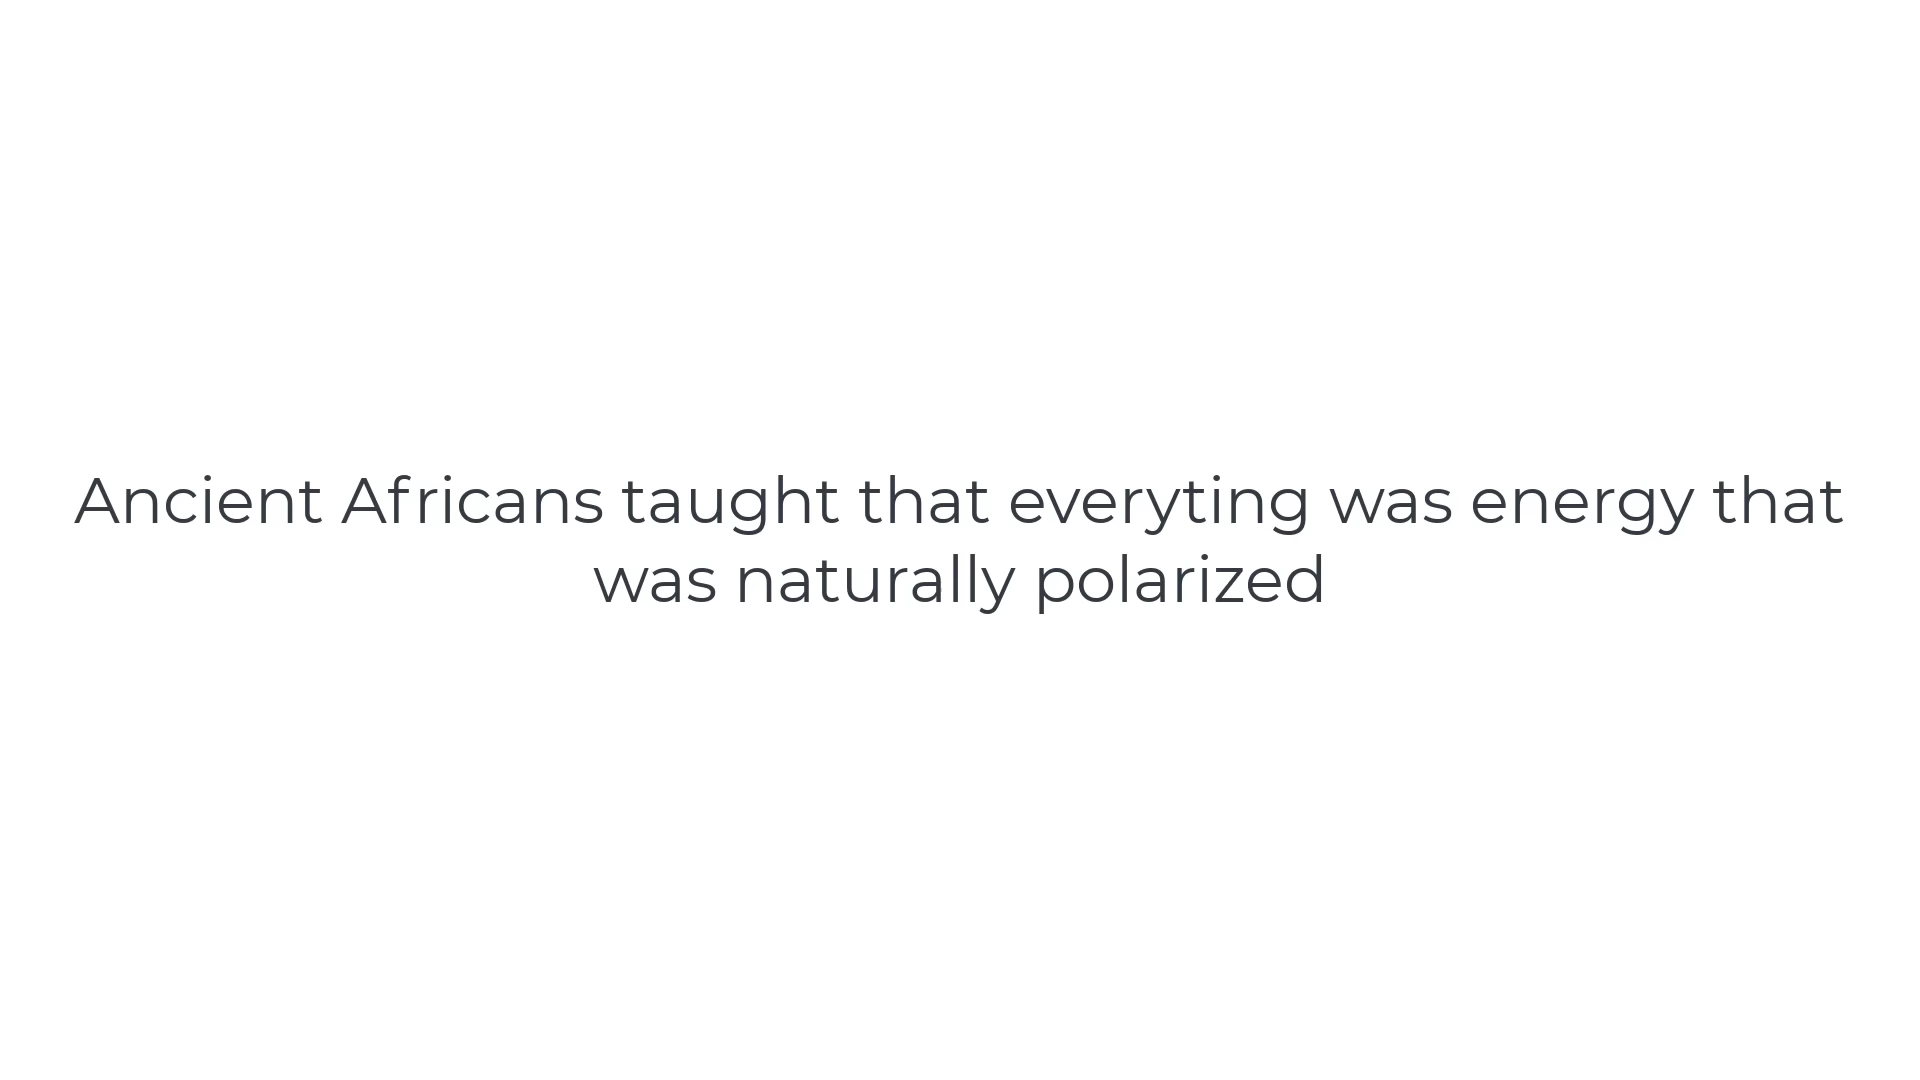 Ancient Africans taught that everyting was energy that
was naturally polarized